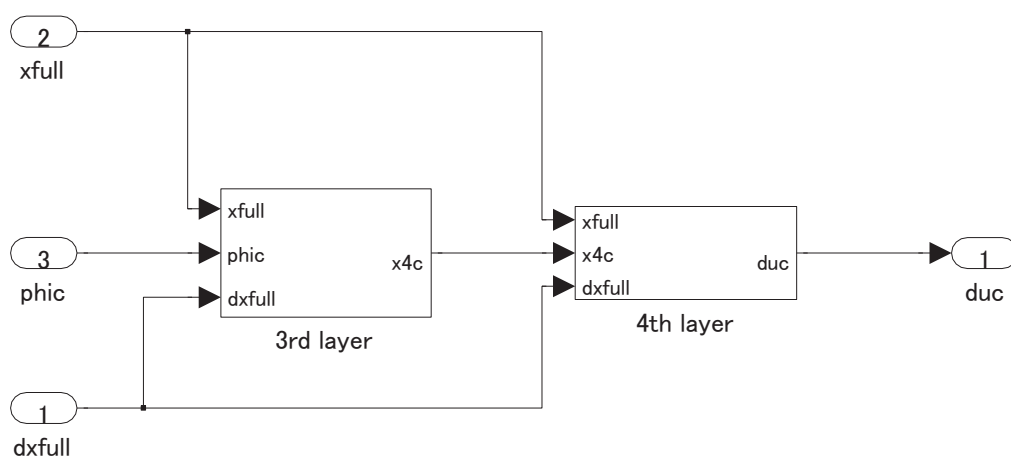 2
xfull
xfull
phic
dxfull
x4c
3rd layer
xfull
x4c
dxfull
duc
4th layer
3
phic
1
duc
1
dxfull